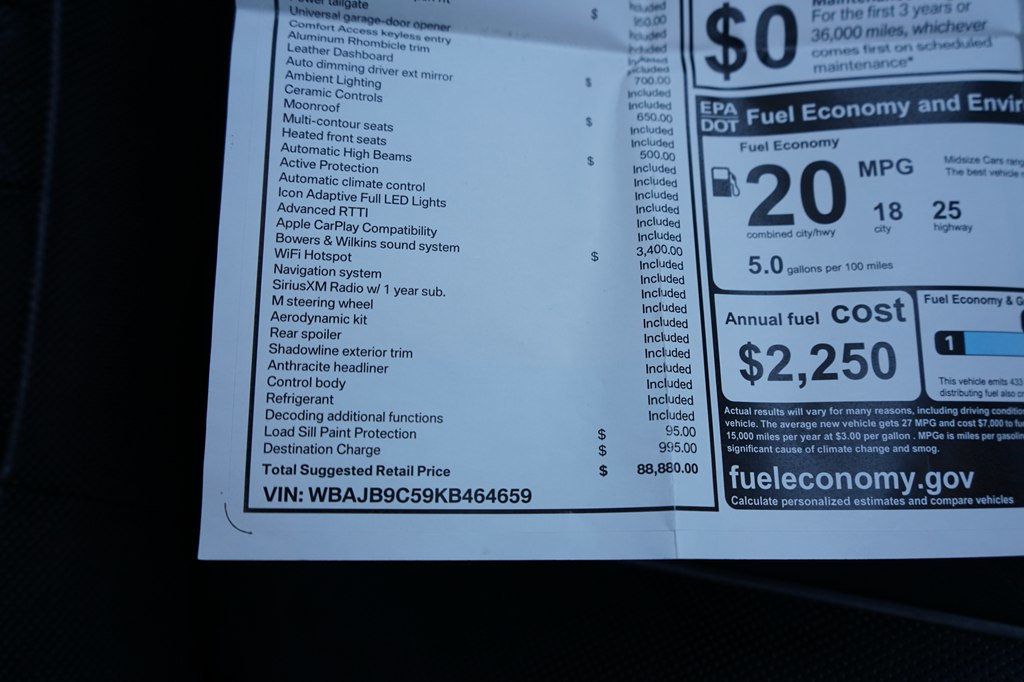 tailgate
Universal garage-door opener $ 150.00
Comfort Access keyless entry Included
Aluminum Rhombicle trim Included
Leather Dashboard Included
Auto dimming driver ext mirror Included
Ambient Lighting $ 700.00
Ceramic Controls Included
Moonroof Included
Multi-contour seats $ 650.00
Heated front seats Included
Automatic High Beams Included
Active Protection $ 500.00
Automatic climate control Included
Icon Adaptive Full LED Lights Included
Advanced RTTI Included
Apple CarPlay Compatibility Included
Bowers & Wilkins sound system $ 3,400.00
WiFi Hotspot Included
Navigation system Included
SiriusXM Radio w/ 1 year sub. Included
M steering wheel Included
Aerodynamic kit Included
Rear spoiler Included
Shadowline exterior trim Included
Anthracite headliner Included
Control body Included
Refrigerant Included
Decoding additional functions Included
Load Sill Paint Protection $ 95.00
Destination Charge $ 995.00
Total Suggested Retail Price $ 88,880.00
VIN: WBAJB9C59KB464659
$0
For the first 3 years or
36,000 miles, whichever
comes first on scheduled
maintenance*
EPA
DOT
Fuel Economy and
Fuel Economy
20 MPG
combined city/hwy
18
city
25
highway
5.0 gallons per 100 miles
Midsize Cars
The best vehicle
Annual fuel cost
$2,250
Fuel Economy &
1
This vehicle emits 433
distributing fuel also
Actual results will vary for many reasons, including driving
vehicle. The average new vehicle gets 27 MPG and cost $7,000 to
15,000 miles per year at $3.00 per gallon. MPGe is miles per
significant cause of climate change and smog.
fueleconomy.gov
Calculate personalized estimates and compare vehicles